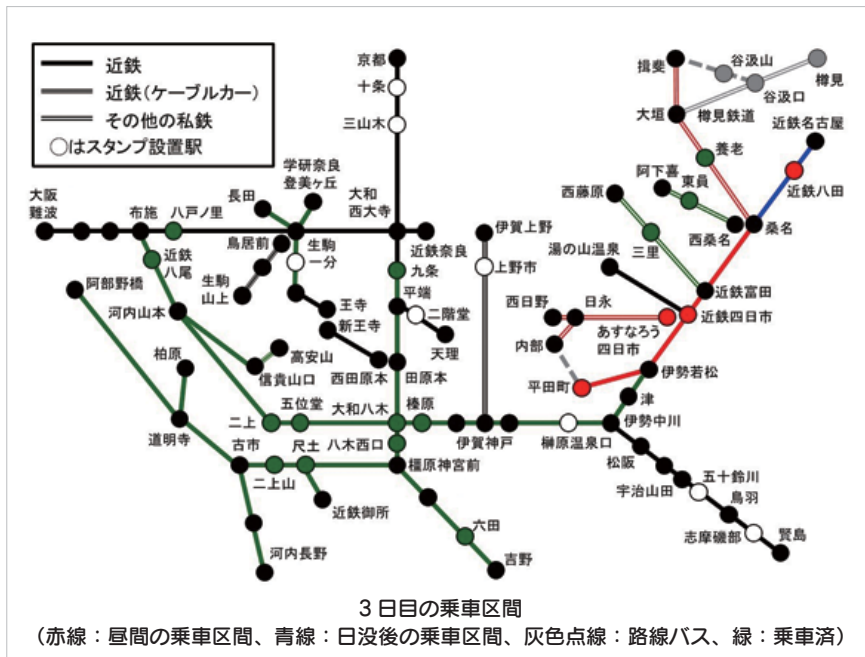 近鉄
近鉄(ケーブルカー)
その他の私鉄
○はスタンプ設置駅
京都
十条
三山木
学研奈良
登美ヶ丘
長田
大和
西大寺
大阪
難波
布施
八戸ノ里
鳥居前
生駒
一分
近鉄奈良
近鉄
八尾
生駒
山上
九条
平端
二階堂
天理
王寺
新王寺
西田原本
田原本
阿部野橋
河内山本
柏原
高安山
信貴山口
道明寺
二上
五位堂
大和八木
榛原
古市
尺土
八木西口
二上山
橿原神宮前
近鉄御所
河内長野
六田
吉野
伊賀上野
上野市
伊賀神戸
榊原温泉口
伊勢中川
津
松阪
宇治山田
五十鈴川
鳥羽
志摩磯部
賢島
揖斐
谷汲山
樽見
谷汲口
大垣
樽見鉄道
近鉄名古屋
養老
阿下喜
東員
近鉄八田
西藤原
西桑名
桑名
湯の山温泉
三里
近鉄富田
西日野
日永
近鉄四日市
あすなろう
四日市
内部
伊勢若松
平田町
3日目の乗車区間
(赤線:昼間の乗車区間、青線:日没後の乗車区間、灰色点線:路線バス、緑:乗車済)